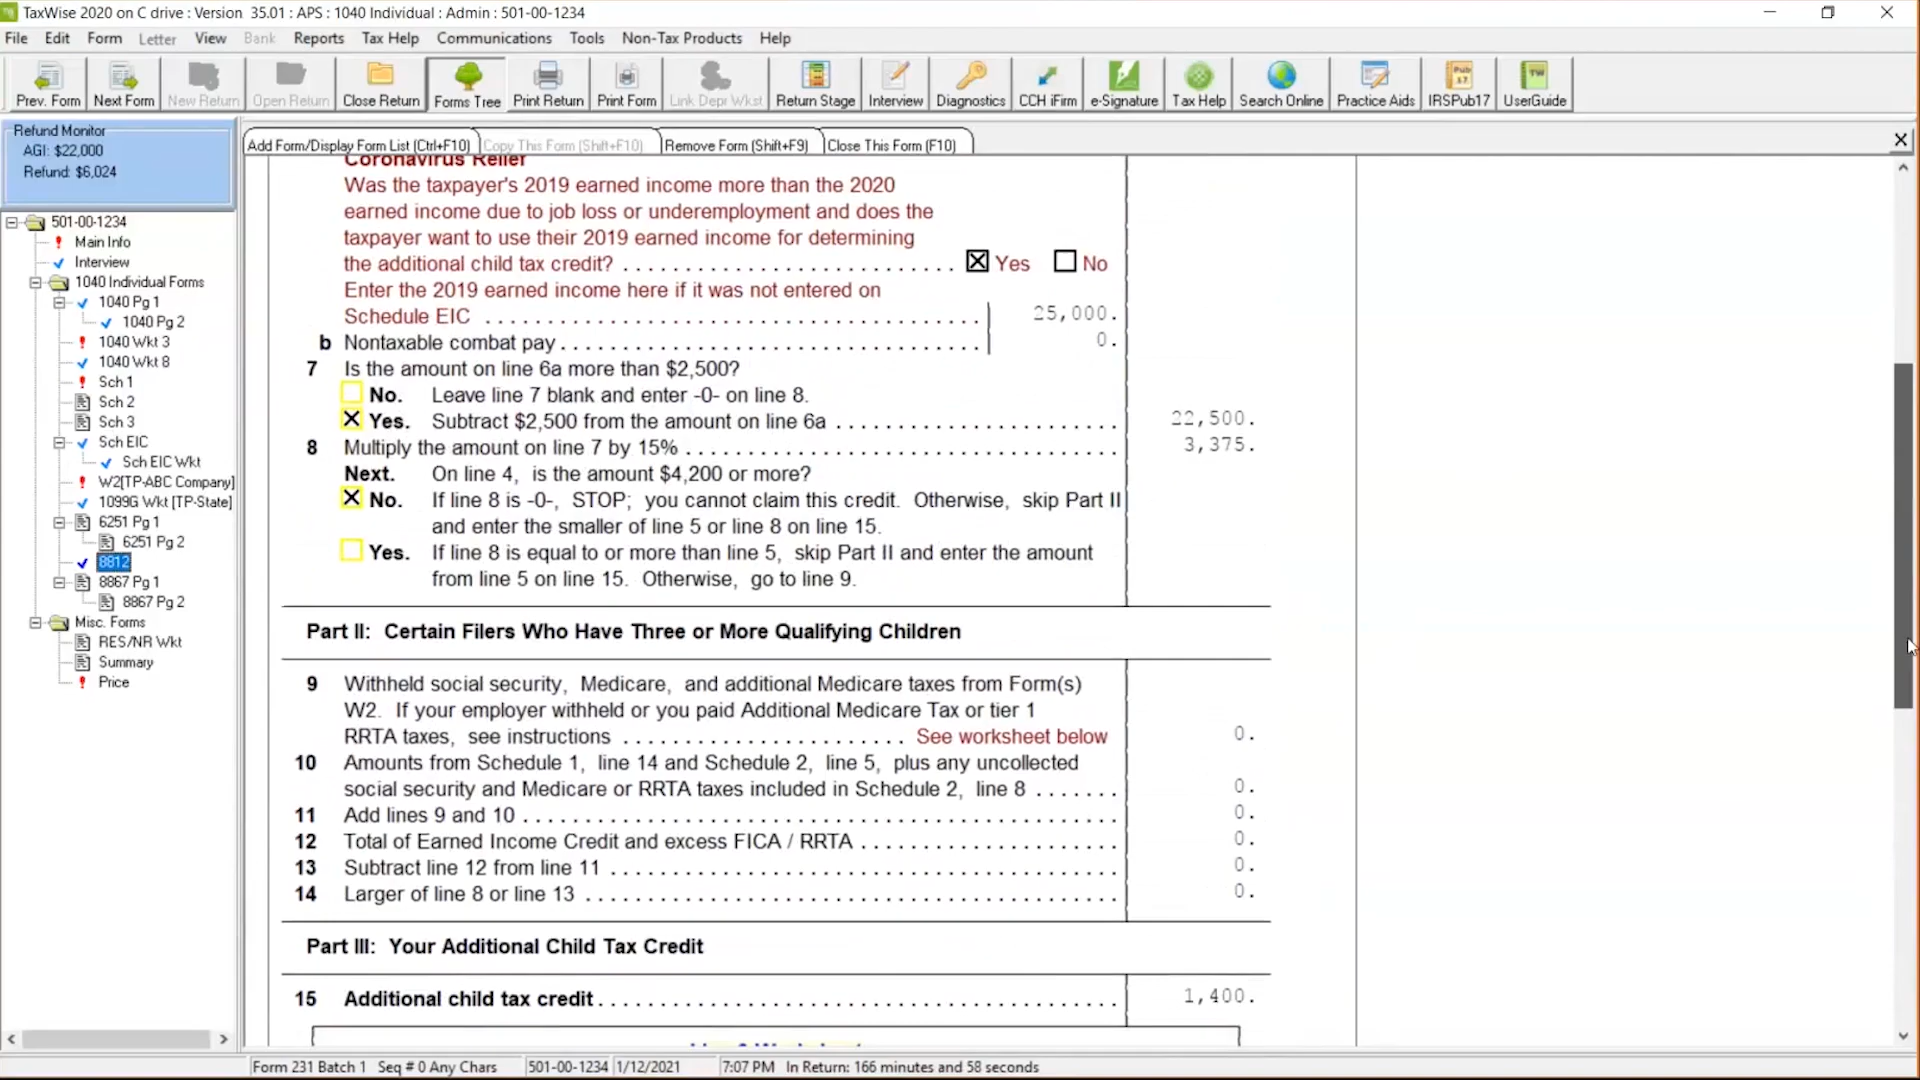 TaxWise 2020 on C drive : Version 35.01 : APS : 1040 Individual : Admin : 501-00-1234
File Edit Form Letter View Bank Reports Tax Help Communications Tools Non-Tax Products Help
Prev. Form Next Form New Return Open Return Close Return Forms Tree Print Return Print Form Link Depr Wkst Return Stage Interview Diagnostics CCH iFirm e-Signature Tax Help Search Online Practice Aids IRSPub17 UserGuide
Refund Monitor
AGI: $22,000
Refund: $6,024
501-00-1234
Main Info
Interview
1040 Individual Forms
1040 Pg 1
1040 Pg 2
1040 Wkt 3
1040 Wkt 8
Sch 1
Sch 2
Sch 3
Sch EIC
Sch EIC Wkt
W2[TP-ABC Company]
1099G Wkt [TP-State]
6251 Pg 1
6251 Pg 2
8812
8867 Pg 1
8867 Pg 2
Misc. Forms
RES/NR Wkt
Summary
Price
Add Form/Display Form List (Ctrl+F10) Copy This Form (Shift+F10) Remove Form (Shift+F9) Close This Form (F10)
Coronavirus Relief
Was the taxpayer's 2019 earned income more than the 2020
earned income due to job loss or underemployment and does the
taxpayer want to use their 2019 earned income for determining
the additional child tax credit? . . . . . . . . . . . . . . . . . . . . . . . . . . Yes No
Enter the 2019 earned income here if it was not entered on
Schedule EIC . . . . . . . . . . . . . . . . . . . . . . . . . . . . . . . . . . . . . . 25,000.
b Nontaxable combat pay . . . . . . . . . . . . . . . . . . . . . . . . . . . . . . . . 0.
7 Is the amount on line 6a more than $2,500?
No. Leave line 7 blank and enter -0- on line 8.
Yes. Subtract $2,500 from the amount on line 6a . . . . . . . . . . . . . . . . . . . . . . 22,500.
8 Multiply the amount on line 7 by 15% . . . . . . . . . . . . . . . . . . . . . . . . . . . . . . . . . 3,375.
Next. On line 4, is the amount $4,200 or more?
No. If line 8 is -0-, STOP; you cannot claim this credit. Otherwise, skip Part II
and enter the smaller of line 5 or line 8 on line 15.
Yes. If line 8 is equal to or more than line 5, skip Part II and enter the amount
from line 5 on line 15. Otherwise, go to line 9.
Part II: Certain Filers Who Have Three or More Qualifying Children
9 Withheld social security, Medicare, and additional Medicare taxes from Form(s)
W2. If your employer withheld or you paid Additional Medicare Tax or tier 1
RRTA taxes, see instructions . . . . . . . . . . . . . . . . . . . . . . See worksheet below 0.
10 Amounts from Schedule 1, line 14 and Schedule 2, line 5, plus any uncollected
social security and Medicare or RRTA taxes included in Schedule 2, line 8 . . . . . . . 0.
11 Add lines 9 and 10 . . . . . . . . . . . . . . . . . . . . . . . . . . . . . . . . . . . . . . . . . . . . . 0.
12 Total of Earned Income Credit and excess FICA / RRTA . . . . . . . . . . . . . . . . . . . . 0.
13 Subtract line 12 from line 11 . . . . . . . . . . . . . . . . . . . . . . . . . . . . . . . . . . . . . . . 0.
14 Larger of line 8 or line 13 . . . . . . . . . . . . . . . . . . . . . . . . . . . . . . . . . . . . . . . . . 0.
Part III: Your Additional Child Tax Credit
15 Additional child tax credit . . . . . . . . . . . . . . . . . . . . . . . . . . . . . . . . . . . . . . . . 1,400.
Form 231 Batch 1 Seq # 0 Any Chars 501-00-1234 1/12/2021 7:07 PM In Return: 166 minutes and 58 seconds